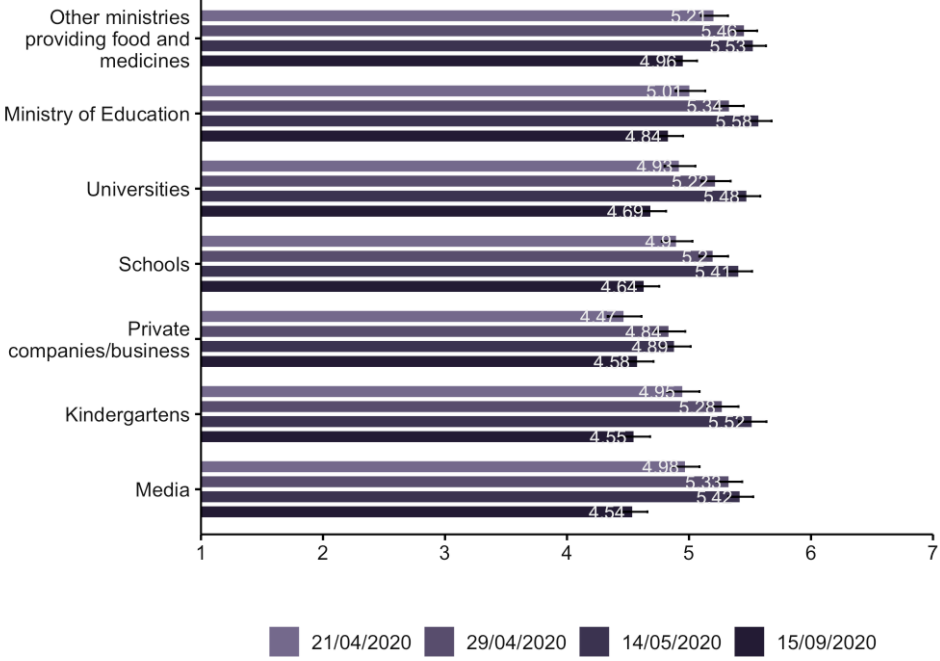 Other ministries
providing food and
medicines
5.21
5.46
5.53
4.96
Ministry of Education
5.01
5.34
5.58
4.84
Universities
4.93
5.22
5.48
4.69
Schools
4.9
5.2
5.41
4.64
Private
companies/business
4.47
4.84
4.89
4.58
Kindergartens
4.95
5.28
5.52
4.55
Media
4.98
5.33
5.42
4.54
1 2 3 4 5 6 7
21/04/2020 29/04/2020 14/05/2020 15/09/2020